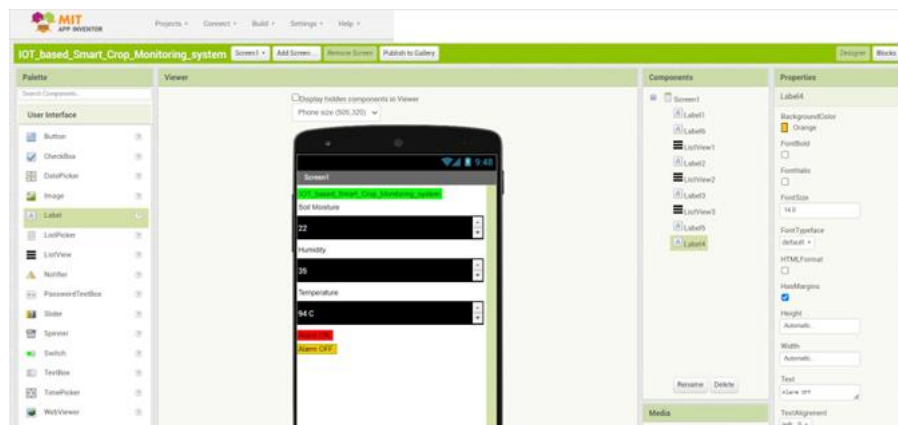 MIT
APP INVENTOR
Projects Connect Build Settings Help
IOT_based_Smart_Crop_Monitoring_system Screen1 Add Screen... Remove Screen Publish to Gallery Designer Blocks
Palette
Search Components...
User Interface
Button
CheckBox
DatePicker
Image
Label
ListPicker
ListView
Notifier
PasswordTextBox
Slider
Spinner
Switch
TextBox
TimePicker
WebViewer
Viewer
Display hidden components in Viewer
Phone size (505,320)
9:48
Screen1
IOT_based_Smart_Crop_Monitoring_system
Soil Moisture
22
Humidity
35
Temperature
94 C
Alarm ON
Alarm OFF
Components
Screen1
Label1
Label6
ListView1
Label2
ListView2
Label3
ListView3
Label5
Label4
Rename Delete
Media
Properties
Label4
BackgroundColor
Orange
FontBold
FontItalic
FontSize
14.0
FontTypeface
default
HTMLFormat
HasMargins
Height
Automatic...
Width
Automatic...
Text
Alarm OFF
TextAlignment